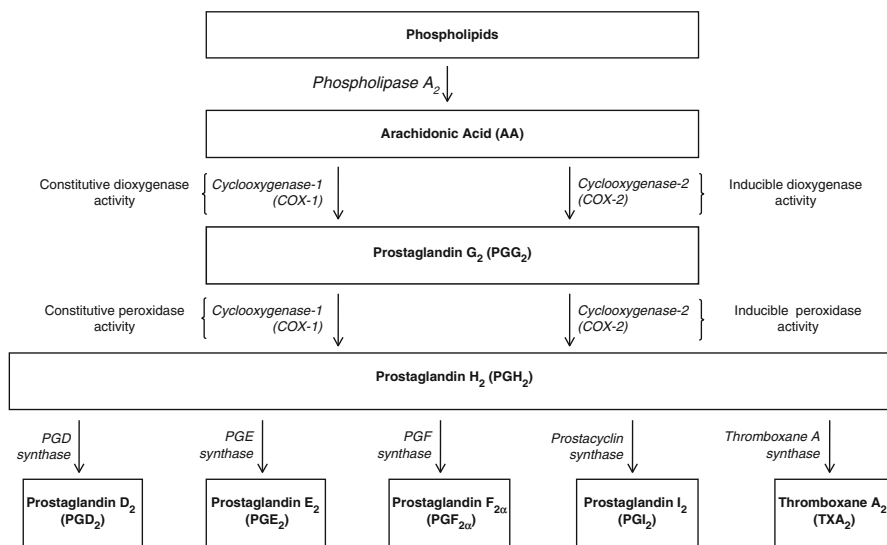 Phospholipids
Phospholipase A₂
Arachidonic Acid (AA)
Constitutive dioxygenase
activity
Cyclooxygenase-1
(COX-1)
Cyclooxygenase-2
(COX-2)
Inducible dioxygenase
activity
Prostaglandin G₂ (PGG₂)
Constitutive peroxidase
activity
Cyclooxygenase-1
(COX-1)
Cyclooxygenase-2
(COX-2)
Inducible peroxidase
activity
Prostaglandin H₂ (PGH₂)
PGD
synthase
PGE
synthase
PGF
synthase
Prostacyclin
synthase
Thromboxane A
synthase
Prostaglandin D₂
(PGD₂)
Prostaglandin E₂
(PGE₂)
Prostaglandin F₂α
(PGF₂α)
Prostaglandin I₂
(PGI₂)
Thromboxane A₂
(TXA₂)